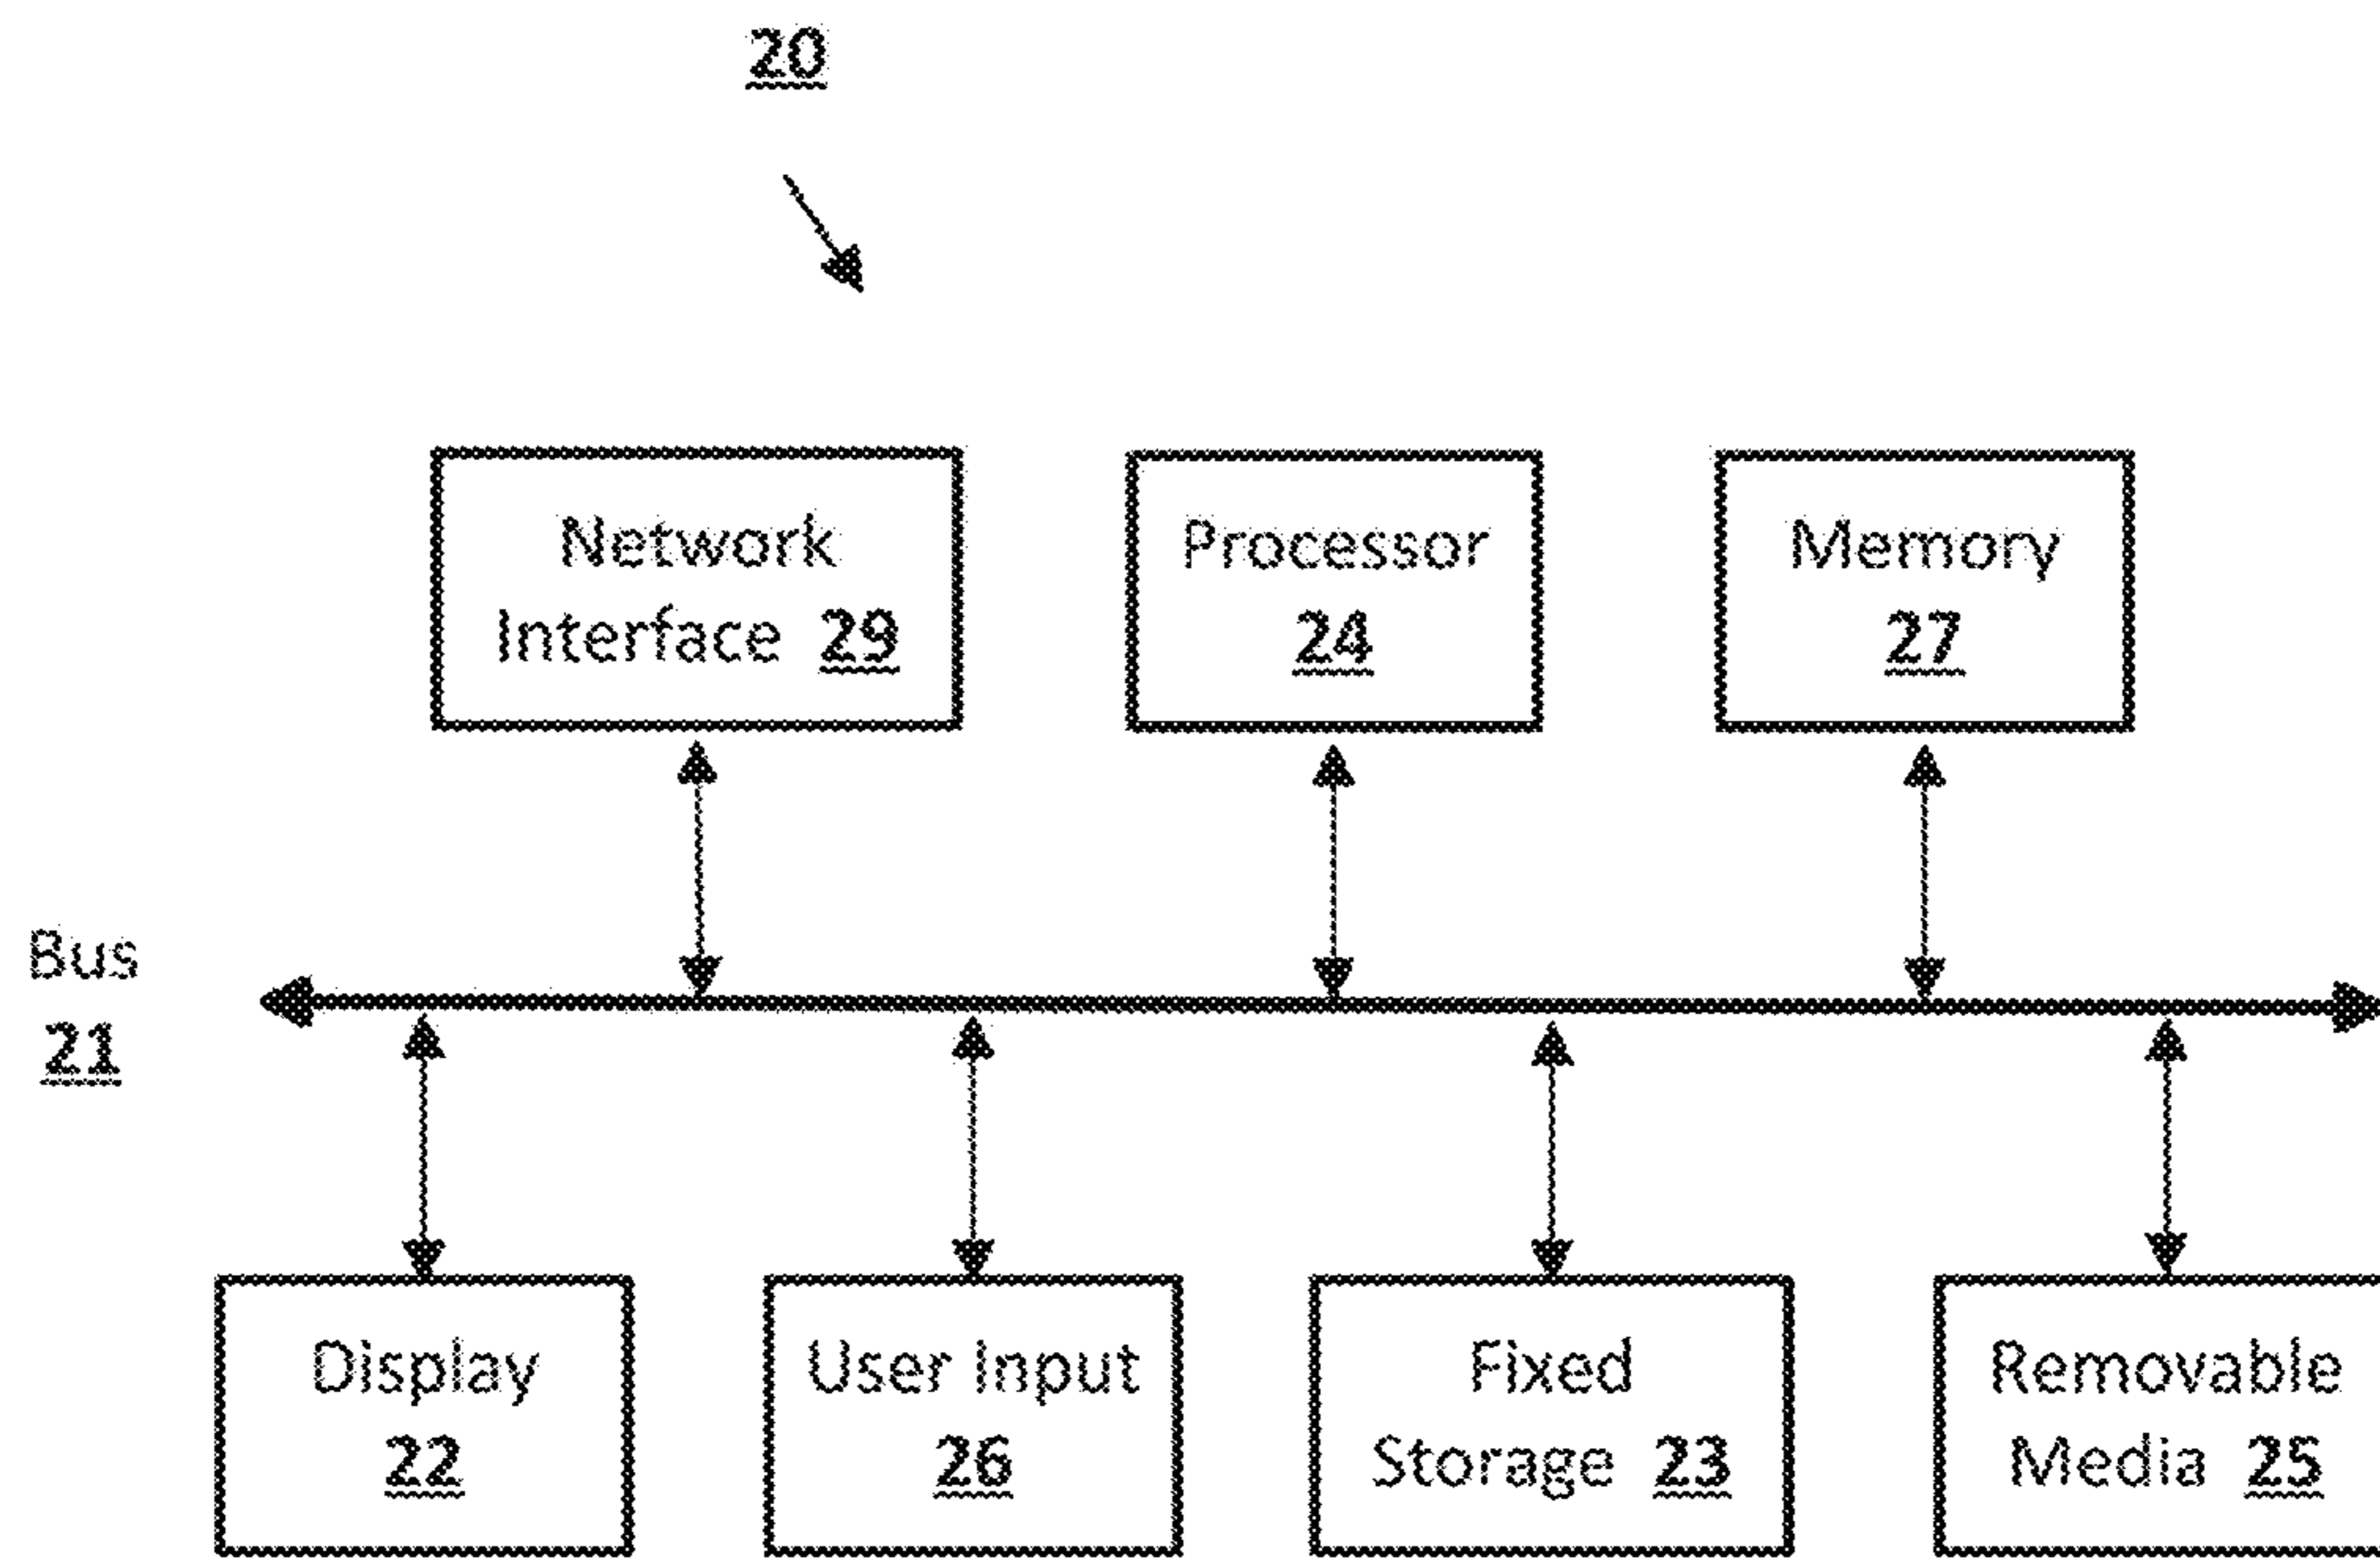 20
Network
Interface 29
Processor
24
Memory
27
Bus
21
Display
22
User Input
26
Fixed
Storage 23
Removable
Media 25